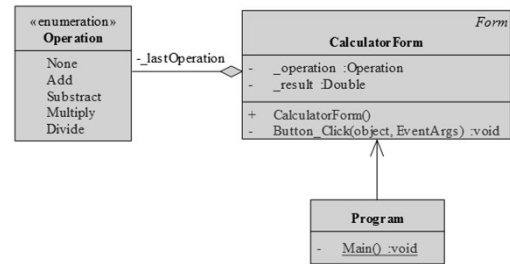 «enumeration»
Operation
None
Add
Substract
Multiply
Divide
-_lastOperation
Form
CalculatorForm
- _operation :Operation
- _result :Double
+ CalculatorForm()
- Button_Click(object, EventArgs) :void
Program
- Main() :void